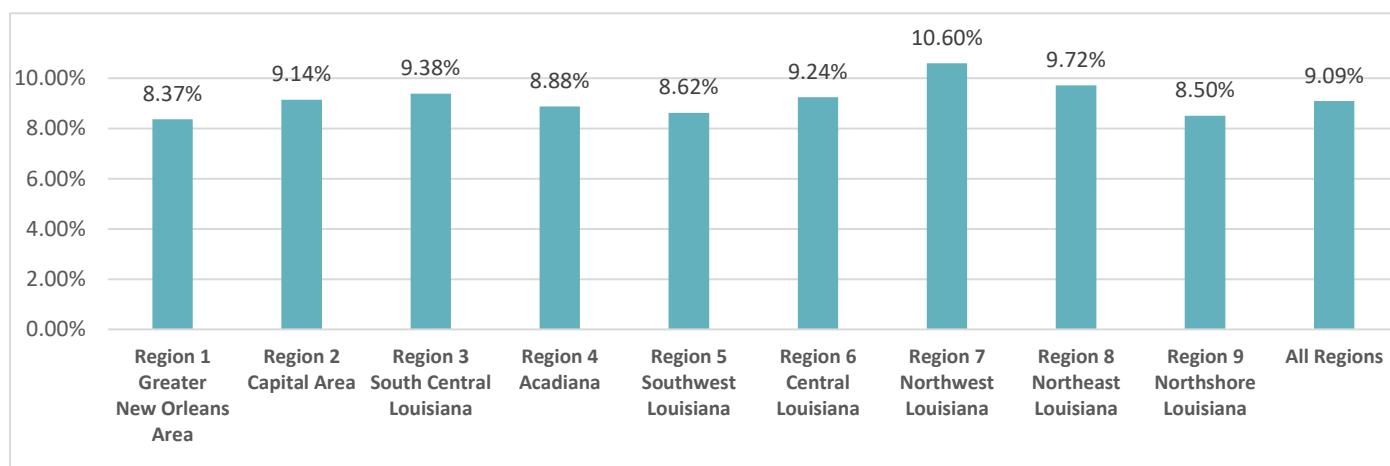 10.60%
10.00%
9.14%
9.38%
9.24%
9.72%
9.09%
8.37%
8.88%
8.62%
8.50%
8.00%
6.00%
4.00%
2.00%
0.00%
Region 1
Greater
New Orleans
Area
Region 2
Capital Area
Region 3
South Central
Louisiana
Region 4
Acadiana
Region 5
Southwest
Louisiana
Region 6
Central
Louisiana
Region 7
Northwest
Louisiana
Region 8
Northeast
Louisiana
Region 9
Northshore
Louisiana
All Regions